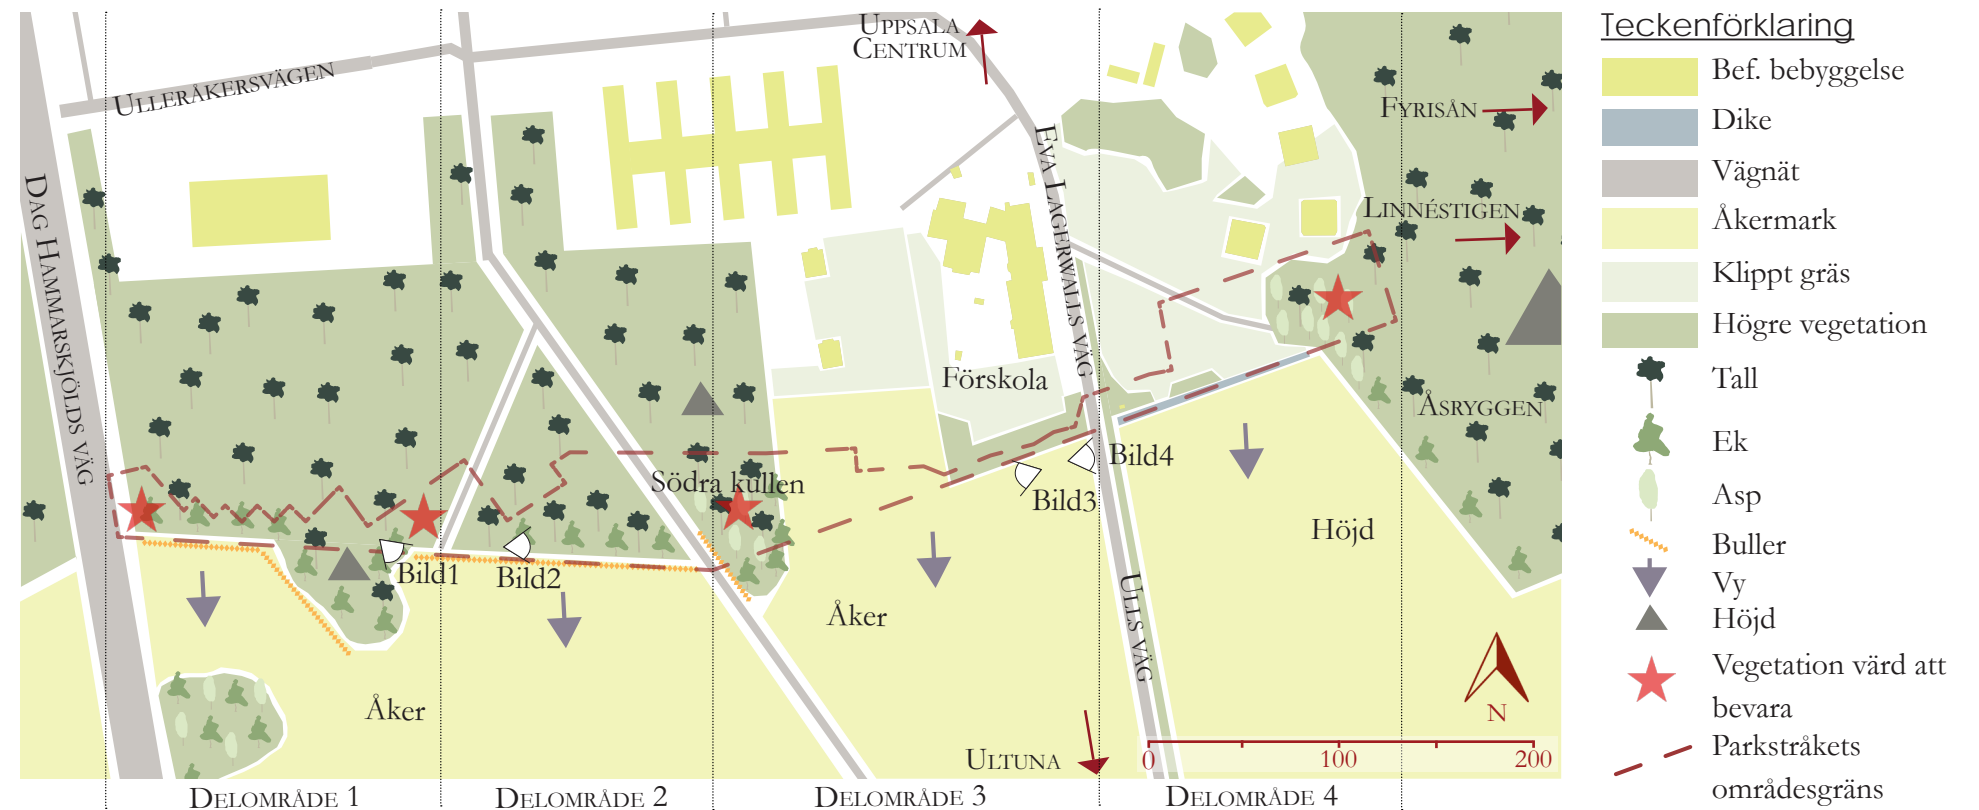 UPPSALA
CENTRUM
ULLERÅKERSVÄGEN
DAG HAMMARSKJÖLDS VÄG
EVA LAGERWALLS VÄG
FYRISÅN
LINNÉSTIGEN
Förskola
ÅSRYGGEN
Södra kullen
Bild4
Bild3
Höjd
Bild1
Bild2
Åker
ULLS VÄG
Åker
N
ULTUNA
0
100
200
DELOMRÅDE 1
DELOMRÅDE 2
DELOMRÅDE 3
DELOMRÅDE 4
Teckenförklaring
Bef. bebyggelse
Dike
Vägnät
Åkermark
Klippt gräs
Högre vegetation
Tall
Ek
Asp
Buller
Vy
Höjd
Vegetation värd att
bevara
Parkstråkets
områdesgräns